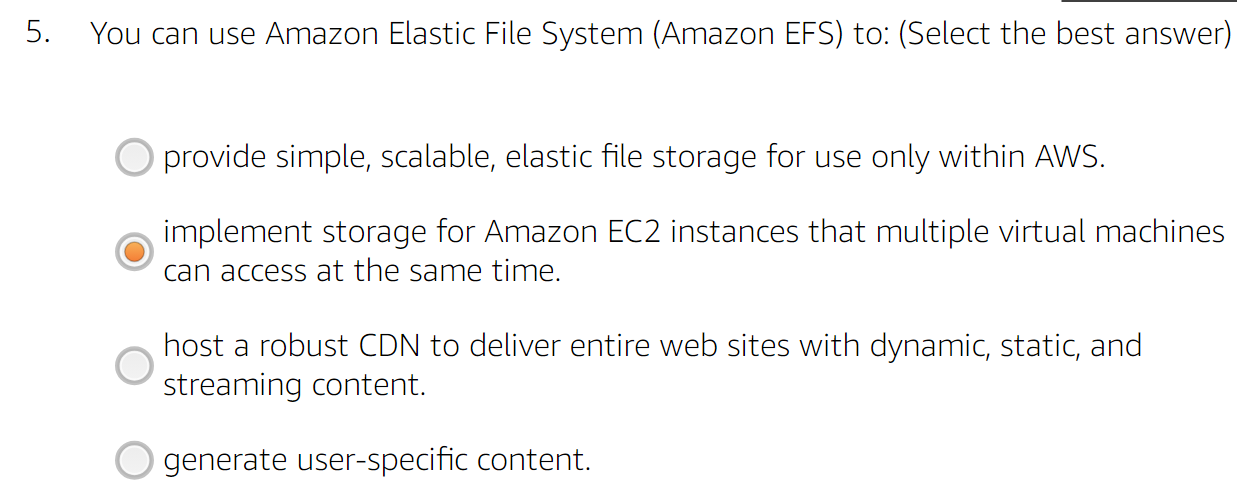 5. You can use Amazon Elastic File System (Amazon EFS) to: (Select the best answer)
provide simple, scalable, elastic file storage for use only within AWS.
implement storage for Amazon EC2 instances that multiple virtual machines
can access at the same time.
host a robust CDN to deliver entire web sites with dynamic, static, and
streaming content.
generate user-specific content.